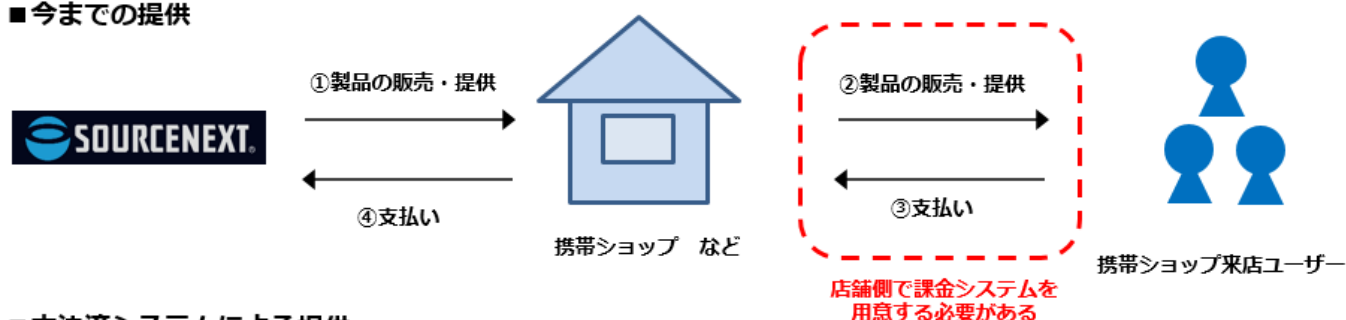 ■今までの提供
①製品の販売・提供
②製品の販売・提供
SOURCENEXT.
④支払い
③支払い
携帯ショップ　など
携帯ショップ来店ユーザー
店舗側で課金システムを
用意する必要がある